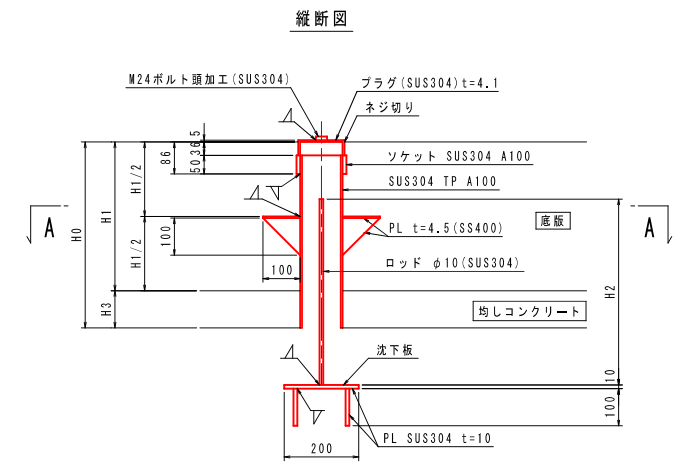 縦断図
M24ボルト頭加工(SUS304)
プラグ(SUS304)t=4.1
ネジ切り
ソケット SUS304 A100
SUS304 TP A100
5
36
50
86
H1/2
H1/2
H1
H0
H3
A
A
底版
PL t=4.5(SS400)
100
100
ロッド φ10(SUS304)
H2
均しコンクリート
沈下板
10
100
PL SUS304 t=10
200